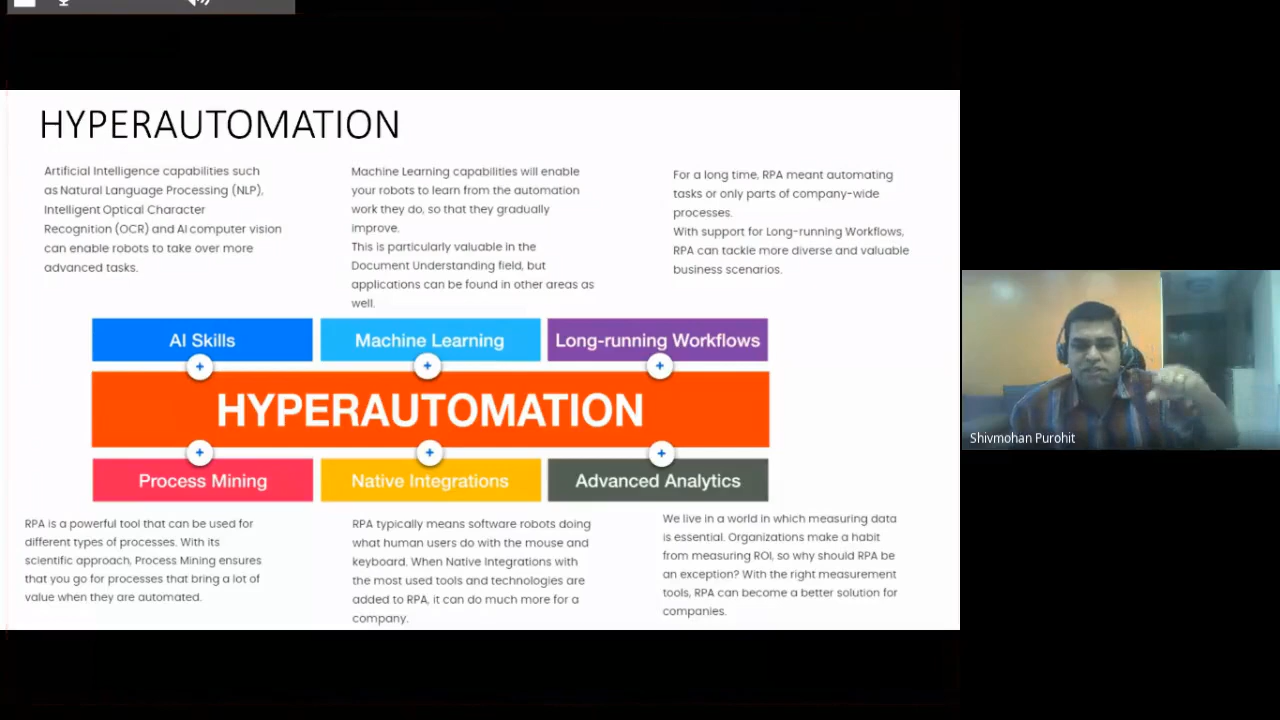 HYPERAUTOMATION
Artificial Intelligence capabilities such
as Natural Language Processing (NLP),
Intelligent Optical Character
Recognition (OCR) and AI computer vision
can enable robots to take over more
advanced tasks.
Machine Learning capabilities will enable
your robots to learn from the automation
work they do, so that they gradually
improve.
This is particularly valuable in the
Document Understanding field, but
applications can be found in other areas as
well.
For a long time, RPA meant automating
tasks or only parts of company-wide
processes.
With support for Long-running Workflows,
RPA can tackle more diverse and valuable
business scenarios.
AI Skills
Machine Learning
Long-running Workflows
+
+
+
HYPERAUTOMATION
+
+
+
Process Mining
Native Integrations
Advanced Analytics
RPA is a powerful tool that can be used for
different types of processes. With its
scientific approach, Process Mining ensures
that you go for processes that bring a lot of
value when they are automated.
RPA typically means software robots doing
what human users do with the mouse and
keyboard. When Native Integrations with
the most used tools and technologies are
added to RPA, it can do much more for a
company.
We live in a world in which measuring data
is essential. Organizations make a habit
from measuring ROI, so why should RPA be
an exception? With the right measurement
tools, RPA can become a better solution for
companies.
Shivmohan Purohit